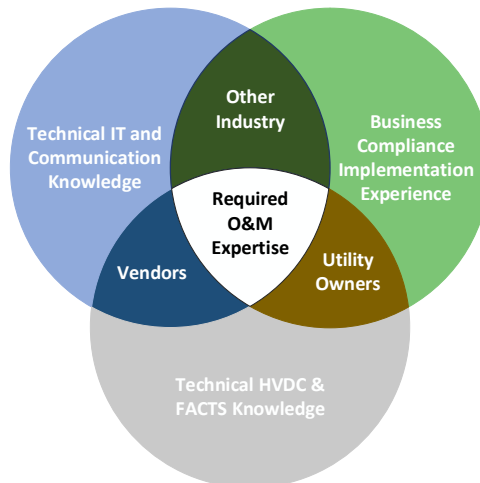 Other
Industry
Technical IT and
Communication
Knowledge
Business
Compliance
Implementation
Experience
Required
O&M
Expertise
Vendors
Utility
Owners
Technical HVDC &
FACTS Knowledge